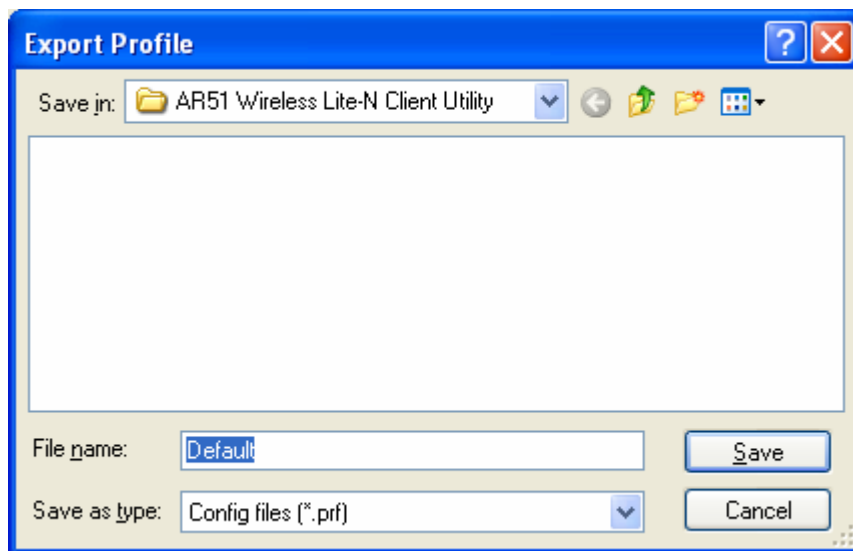 Export Profile
Save in: AR51 Wireless Lite-N Client Utility
File name: Default Save
Save as type: Config files (*.prf) Cancel